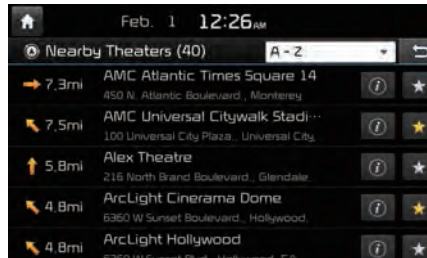 Feb. 1 12:26 AM
Nearby Theaters (40) A - Z
7.3mi AMC Atlantic Times Square 14
450 N. Atlantic Boulevard., Monterey
7.5mi AMC Universal Citywalk Stadi···
100 Universal City Plaza., Universal City,
5.8mi Alex Theatre
216 North Brand Boulevard., Glendale,
4.8mi ArcLight Cinerama Dome
6360 W Sunset Boulevard., Hollywood,
4.8mi ArcLight Hollywood